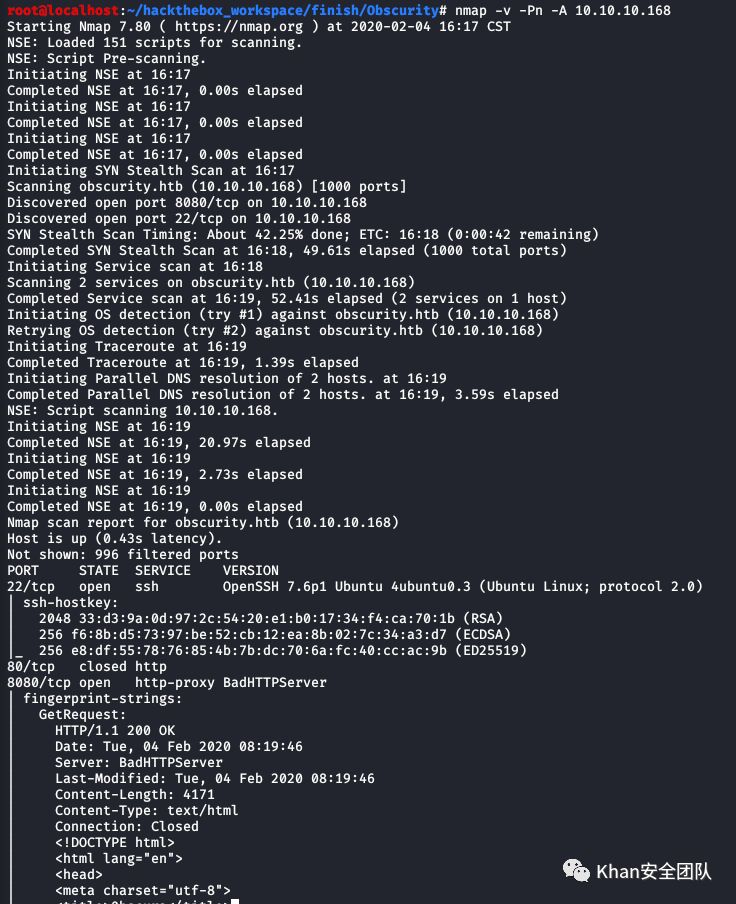 root@localhost:~/hackthebox_workspace/finish/Obscurity# nmap -v -Pn -A 10.10.10.168
Starting Nmap 7.80 ( https://nmap.org ) at 2020-02-04 16:17 CST
NSE: Loaded 151 scripts for scanning.
NSE: Script Pre-scanning.
Initiating NSE at 16:17
Completed NSE at 16:17, 0.00s elapsed
Initiating NSE at 16:17
Completed NSE at 16:17, 0.00s elapsed
Initiating NSE at 16:17
Completed NSE at 16:17, 0.00s elapsed
Initiating SYN Stealth Scan at 16:17
Scanning obscurity.htb (10.10.10.168) [1000 ports]
Discovered open port 8080/tcp on 10.10.10.168
Discovered open port 22/tcp on 10.10.10.168
SYN Stealth Scan Timing: About 42.25% done; ETC: 16:18 (0:00:42 remaining)
Completed SYN Stealth Scan at 16:18, 49.61s elapsed (1000 total ports)
Initiating Service scan at 16:18
Scanning 2 services on obscurity.htb (10.10.10.168)
Completed Service scan at 16:19, 52.41s elapsed (2 services on 1 host)
Initiating OS detection (try #1) against obscurity.htb (10.10.10.168)
Retrying OS detection (try #2) against obscurity.htb (10.10.10.168)
Initiating Traceroute at 16:19
Completed Traceroute at 16:19, 1.39s elapsed
Initiating Parallel DNS resolution of 2 hosts. at 16:19
Completed Parallel DNS resolution of 2 hosts. at 16:19, 3.59s elapsed
NSE: Script scanning 10.10.10.168.
Initiating NSE at 16:19
Completed NSE at 16:19, 20.97s elapsed
Initiating NSE at 16:19
Completed NSE at 16:19, 2.73s elapsed
Initiating NSE at 16:19
Completed NSE at 16:19, 0.00s elapsed
Nmap scan report for obscurity.htb (10.10.10.168)
Host is up (0.43s latency).
Not shown: 996 filtered ports
PORT     STATE  SERVICE    VERSION
22/tcp   open   ssh        OpenSSH 7.6p1 Ubuntu 4ubuntu0.3 (Ubuntu Linux; protocol 2.0)
| ssh-hostkey:
|   2048 33:d3:9a:0d:97:2c:54:20:e1:b0:17:34:f4:ca:70:1b (RSA)
|   256 f6:8b:d5:73:97:be:52:cb:12:ea:8b:02:7c:34:a3:d7 (ECDSA)
|_  256 e8:df:55:78:76:85:4b:7b:dc:70:6a:fc:40:cc:ac:9b (ED25519)
80/tcp   closed http
8080/tcp open   http-proxy BadHTTPServer
| fingerprint-strings:
|   GetRequest:
|     HTTP/1.1 200 OK
|     Date: Tue, 04 Feb 2020 08:19:46
|     Server: BadHTTPServer
|     Last-Modified: Tue, 04 Feb 2020 08:19:46
|     Content-Length: 4171
|     Content-Type: text/html
|     Connection: Closed
|     <!DOCTYPE html>
|     <html lang="en">
|     <head>
|     <meta charset="utf-8">
Khan安全团队